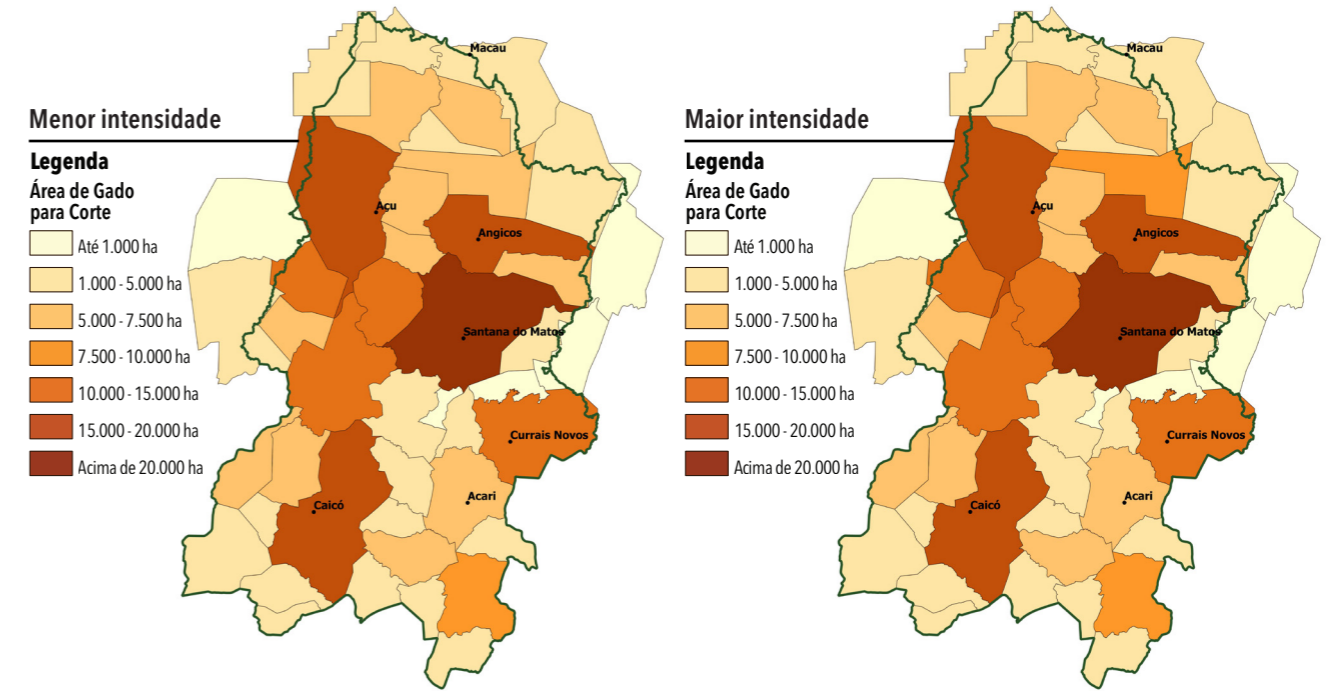 Menor intensidade
Legenda
Área de Gado
para Corte
Até 1.000 ha
1.000 - 5.000 ha
5.000 - 7.500 ha
7.500 - 10.000 ha
10.000 - 15.000 ha
15.000 - 20.000 ha
Acima de 20.000 ha
Macau
Açu
Angicos
Santana do Matos
Currais Novos
Acari
Caicó
Maior intensidade
Legenda
Área de Gado
para Corte
Até 1.000 ha
1.000 - 5.000 ha
5.000 - 7.500 ha
7.500 - 10.000 ha
10.000 - 15.000 ha
15.000 - 20.000 ha
Acima de 20.000 ha
Macau
Açu
Angicos
Santana do Matos
Currais Novos
Acari
Caicó